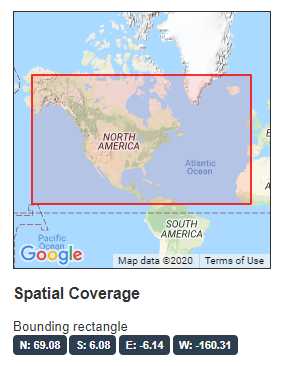 NORTH
AMERICA
Atlantic
Ocean
SOUTH
AMERICA
Pacific
Ocean
Google
Map data ©2020 Terms of Use
Spatial Coverage
Bounding rectangle
N: 69.08 S: 6.08 E: -6.14 W: -160.31